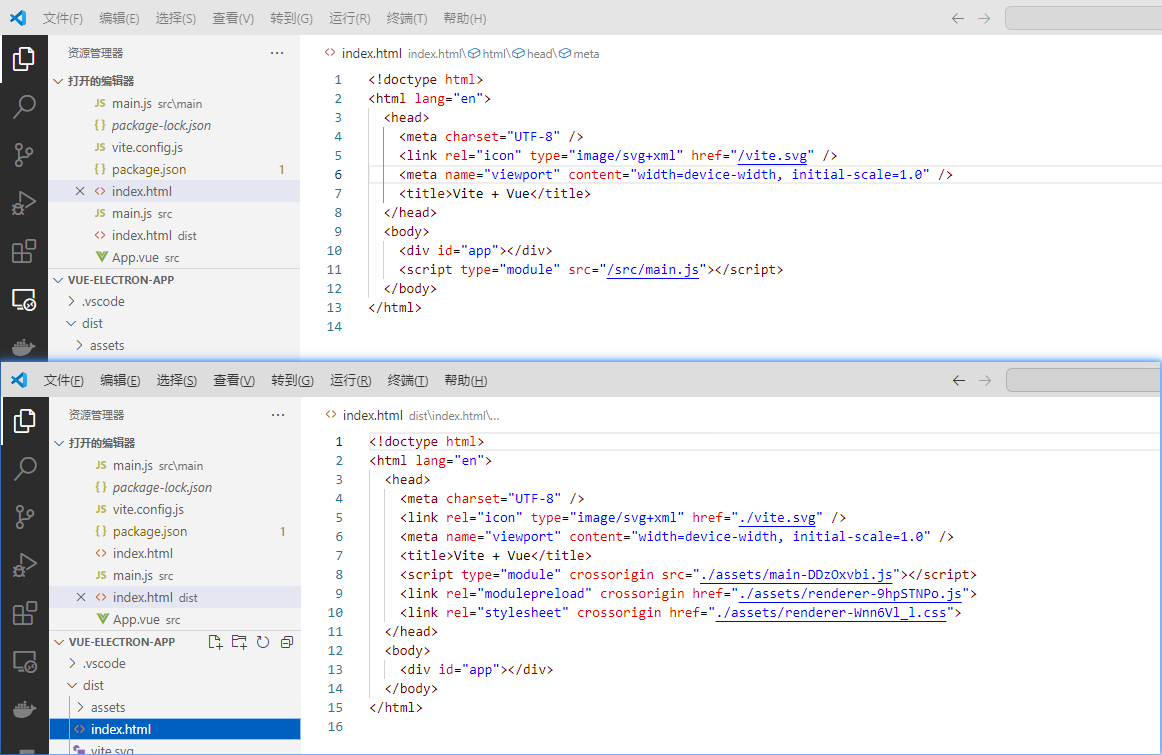 文件(F) 编辑(E) 选择(S) 查看(V) 转到(G) 运行(R) 终端(T) 帮助(H)
资源管理器 ···
打开的编辑器
JS main.js src\main
{} package-lock.json
JS vite.config.js
{} package.json 1
<> index.html
JS main.js src
<> index.html dist
App.vue src
VUE-ELECTRON-APP
.vscode
dist
assets
<> index.html index.html\html\head\meta
1 <!doctype html>
2 <html lang="en">
3 <head>
4 <meta charset="UTF-8" />
5 <link rel="icon" type="image/svg+xml" href="/vite.svg" />
6 <meta name="viewport" content="width=device-width, initial-scale=1.0" />
7 <title>Vite + Vue</title>
8 </head>
9 <body>
10 <div id="app"></div>
11 <script type="module" src="/src/main.js"></script>
12 </body>
13 </html>
14
文件(F) 编辑(E) 选择(S) 查看(V) 转到(G) 运行(R) 终端(T) 帮助(H)
资源管理器 ···
打开的编辑器
JS main.js src\main
{} package-lock.json
JS vite.config.js
{} package.json 1
<> index.html
JS main.js src
<> index.html dist
App.vue src
VUE-ELECTRON-APP
.vscode
dist
assets
<> index.html
vite.svg
<> index.html dist\index.html\...
1 <!doctype html>
2 <html lang="en">
3 <head>
4 <meta charset="UTF-8" />
5 <link rel="icon" type="image/svg+xml" href="./vite.svg" />
6 <meta name="viewport" content="width=device-width, initial-scale=1.0" />
7 <title>Vite + Vue</title>
8 <script type="module" crossorigin src="./assets/main-DDzOxvbi.js"></script>
9 <link rel="modulepreload" crossorigin href="./assets/renderer-9hpSTNPo.js">
10 <link rel="stylesheet" crossorigin href="./assets/renderer-Wnn6Vl_l.css">
11 </head>
12 <body>
13 <div id="app"></div>
14 </body>
15 </html>
16